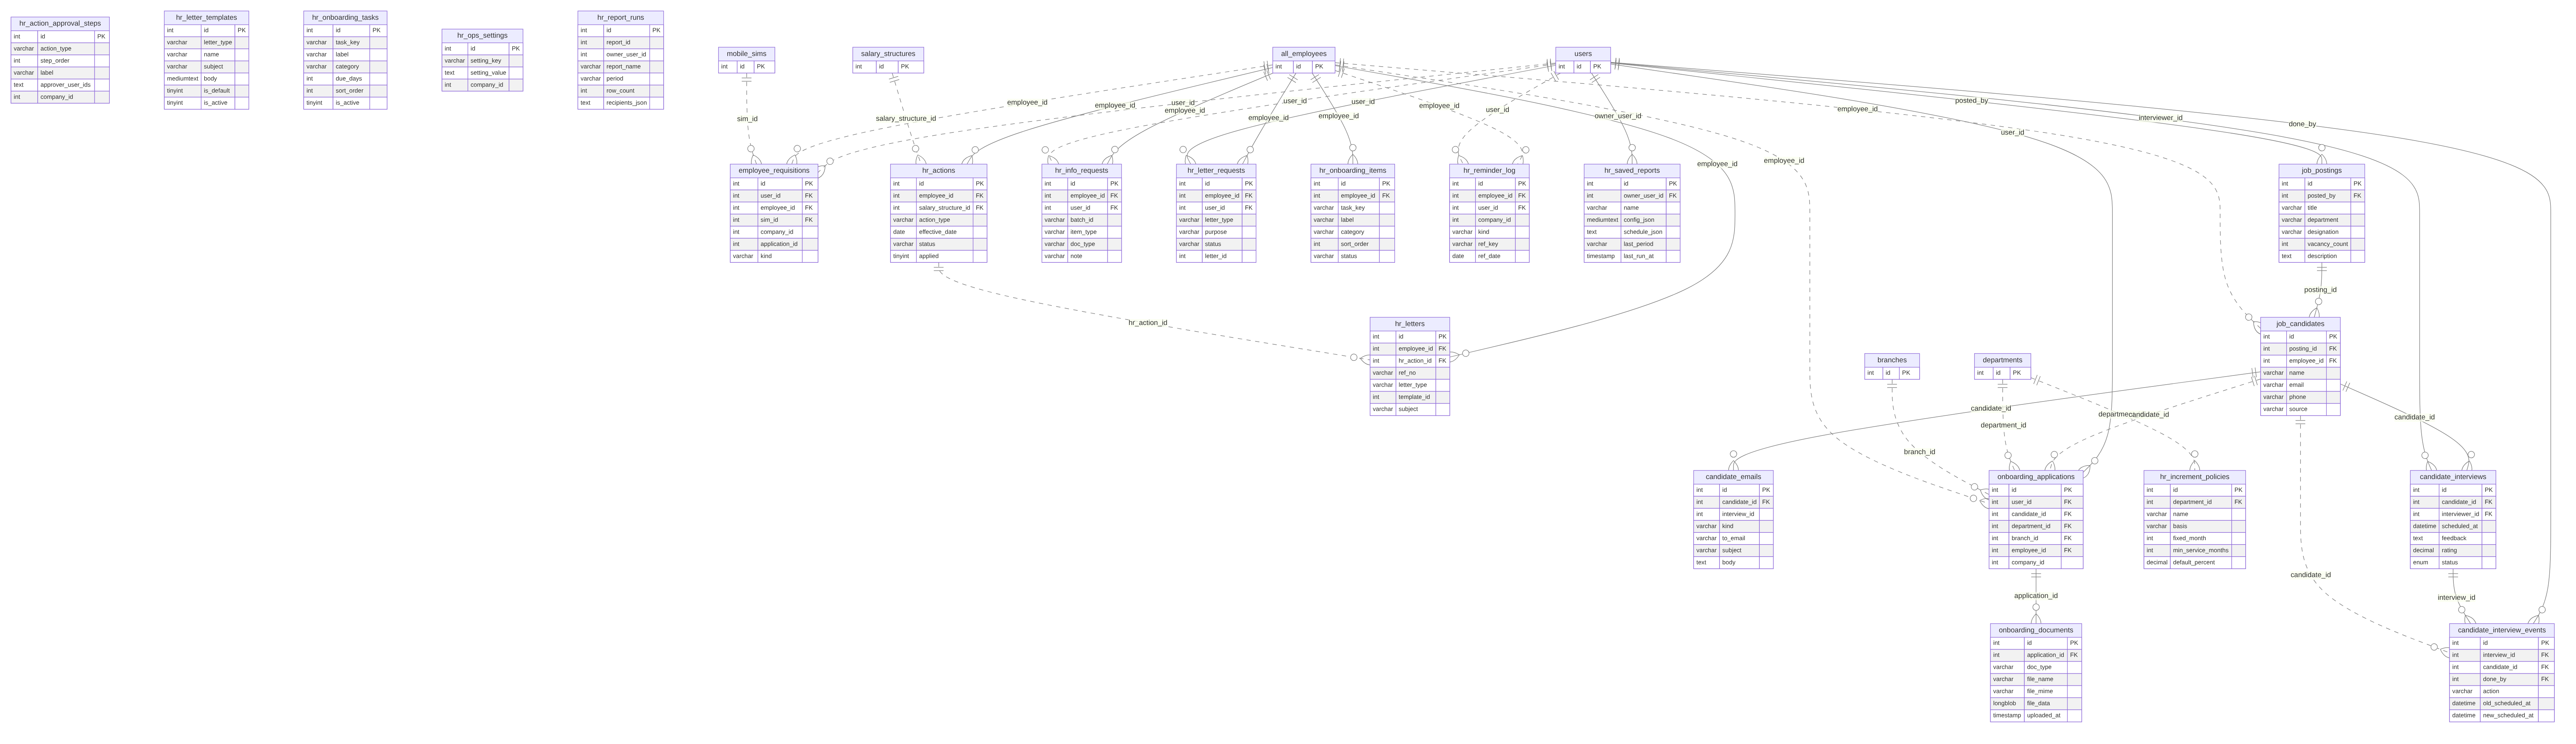 hr_action_approval_steps
int id PK
varchar action_type
int step_order
varchar label
text approver_user_ids
int company_id
hr_letter_templates
int id PK
varchar letter_type
varchar name
varchar subject
mediumtext body
tinyint is_default
tinyint is_active
hr_onboarding_tasks
int id PK
varchar task_key
varchar label
varchar category
int due_days
int sort_order
tinyint is_active
hr_ops_settings
int id PK
varchar setting_key
text setting_value
int company_id
hr_report_runs
int id PK
int report_id
int owner_user_id
varchar report_name
varchar period
int row_count
text recipients_json
mobile_sims
int id PK
salary_structures
int id PK
all_employees
int id PK
users
int id PK
sim_id
salary_structure_id
employee_id
employee_id
user_id
employee_id
user_id
employee_id
user_id
employee_id
employee_id
user_id
owner_user_id
employee_id
employee_id
employee_id
posted_by
user_id
interviewer_id
done_by
employee_requisitions
int id PK
int user_id FK
int employee_id FK
int sim_id FK
int company_id
int application_id
varchar kind
hr_actions
int id PK
int employee_id FK
int salary_structure_id FK
varchar action_type
date effective_date
varchar status
tinyint applied
hr_info_requests
int id PK
int employee_id FK
int user_id FK
varchar batch_id
varchar item_type
varchar doc_type
varchar note
hr_letter_requests
int id PK
int employee_id FK
int user_id FK
varchar letter_type
varchar purpose
varchar status
int letter_id
hr_onboarding_items
int id PK
int employee_id FK
varchar task_key
varchar label
varchar category
int sort_order
varchar status
hr_reminder_log
int id PK
int employee_id FK
int user_id FK
int company_id
varchar kind
varchar ref_key
date ref_date
hr_saved_reports
int id PK
int owner_user_id FK
varchar name
mediumtext config_json
text schedule_json
varchar last_period
timestamp last_run_at
job_postings
int id PK
int posted_by FK
varchar title
varchar department
varchar designation
int vacancy_count
text description
hr_action_id
posting_id
hr_letters
int id PK
int employee_id FK
int hr_action_id FK
varchar ref_no
varchar letter_type
int template_id
varchar subject
branches
int id PK
departments
int id PK
job_candidates
int id PK
int posting_id FK
int employee_id FK
varchar name
varchar email
varchar phone
varchar source
candidate_id
candidate_id
candidate_id
department_id
branch_id
candidate_emails
int id PK
int candidate_id FK
int interview_id
varchar kind
varchar to_email
varchar subject
text body
onboarding_applications
int id PK
int user_id FK
int candidate_id FK
int department_id FK
int branch_id FK
int employee_id FK
int company_id
hr_increment_policies
int id PK
int department_id FK
varchar name
varchar basis
int fixed_month
int min_service_months
decimal default_percent
candidate_interviews
int id PK
int candidate_id FK
int interviewer_id FK
datetime scheduled_at
text feedback
decimal rating
enum status
candidate_id
application_id
interview_id
onboarding_documents
int id PK
int application_id FK
varchar doc_type
varchar file_name
varchar file_mime
longblob file_data
timestamp uploaded_at
candidate_interview_events
int id PK
int interview_id FK
int candidate_id FK
int done_by FK
varchar action
datetime old_scheduled_at
datetime new_scheduled_at